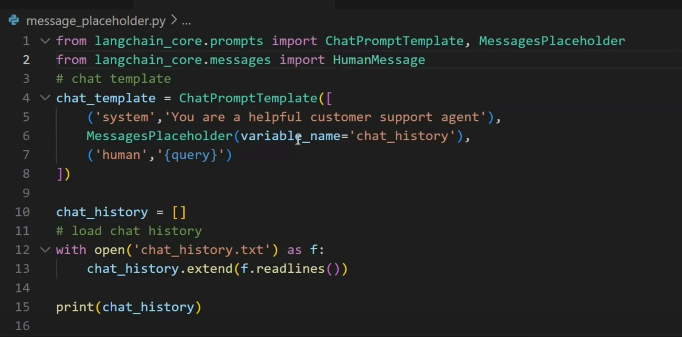 message_placeholder.py > ...
1 from langchain_core.prompts import ChatPromptTemplate, MessagesPlaceholder
2 from langchain_core.messages import HumanMessage
3 # chat template
4 chat_template = ChatPromptTemplate([
5     ('system','You are a helpful customer support agent'),
6     MessagesPlaceholder(variable_name='chat_history'),
7     ('human','{query}')
8 ])
9
10 chat_history = []
11 # load chat history
12 with open('chat_history.txt') as f:
13     chat_history.extend(f.readlines())
14
15 print(chat_history)
16